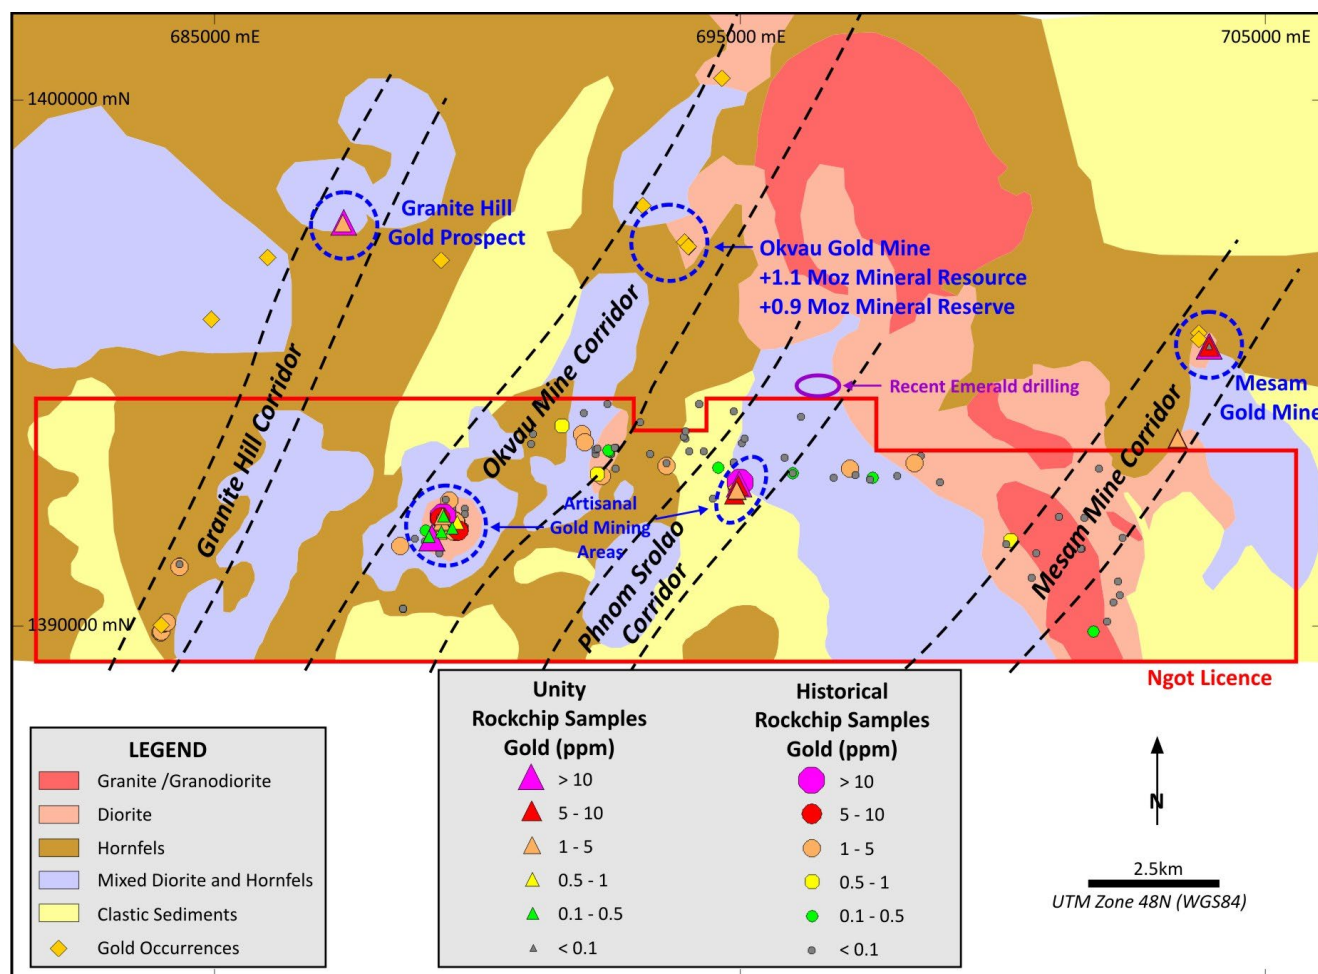 685000 mE
695000 mE
705000 mE
1400000 mN
Granite Hill
Gold Prospect
Okvau Gold Mine
+1.1 Moz Mineral Resource
+0.9 Moz Mineral Reserve
Okvau Mine Corridor
Granite Hill Corridor
Recent Emerald drilling
Mesam
Gold Mine
Mesam Mine Corridor
Artisanal
Gold Mining
Areas
Phnom Srolao
Corridor
1390000 mN
Ngot Licence
LEGEND
Granite /Granodiorite
Diorite
Hornfels
Mixed Diorite and Hornfels
Clastic Sediments
Gold Occurrences
Unity
Rockchip Samples
Gold (ppm)
> 10
5 - 10
1 - 5
0.5 - 1
0.1 - 0.5
< 0.1
Historical
Rockchip Samples
Gold (ppm)
> 10
5 - 10
1 - 5
0.5 - 1
0.1 - 0.5
< 0.1
N
2.5km
UTM Zone 48N (WGS84)